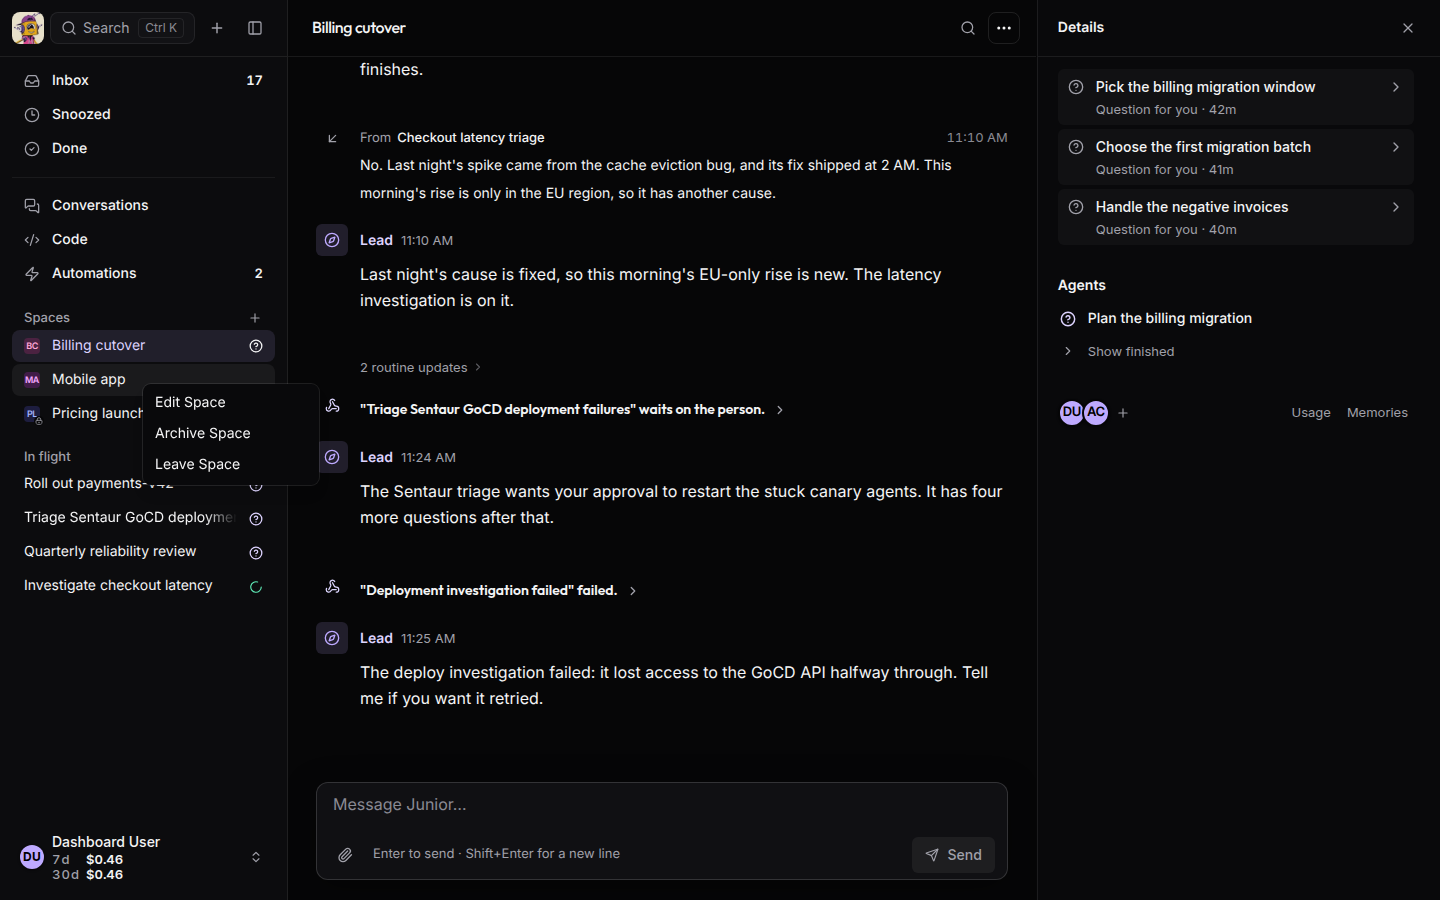 Search Ctrl K
Inbox 17
Snoozed
Done
Conversations
Code
Automations 2
Spaces
BC Billing cutover
MA Mobile app
PL Pricing launch
Edit Space
Archive Space
Leave Space
In flight
Roll out payments-v42
Triage Sentaur GoCD deployme
Quarterly reliability review
Investigate checkout latency
DU Dashboard User
7d $0.46
30d $0.46
Billing cutover
finishes.
From Checkout latency triage 11:10 AM
No. Last night's spike came from the cache eviction bug, and its fix shipped at 2 AM. This
morning's rise is only in the EU region, so it has another cause.
Lead 11:10 AM
Last night's cause is fixed, so this morning's EU-only rise is new. The latency
investigation is on it.
2 routine updates
"Triage Sentaur GoCD deployment failures" waits on the person.
Lead 11:24 AM
The Sentaur triage wants your approval to restart the stuck canary agents. It has four
more questions after that.
"Deployment investigation failed" failed.
Lead 11:25 AM
The deploy investigation failed: it lost access to the GoCD API halfway through. Tell
me if you want it retried.
Message Junior...
Enter to send · Shift+Enter for a new line
Send
Details
Pick the billing migration window
Question for you · 42m
Choose the first migration batch
Question for you · 41m
Handle the negative invoices
Question for you · 40m
Agents
Plan the billing migration
Show finished
DU AC Usage Memories